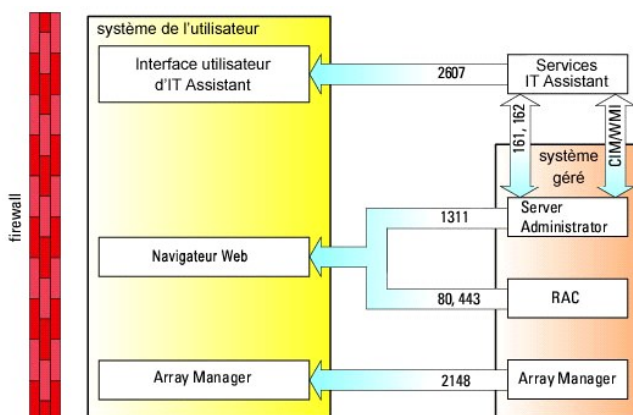 système de l'utilisateur
Interface utilisateur
d'IT Assistant
2607
Services
IT Assistant
161, 162
CIM/WMI
système
géré
firewall
1311
Server
Administrator
Navigateur Web
80, 443
RAC
Array Manager
2148
Array Manager